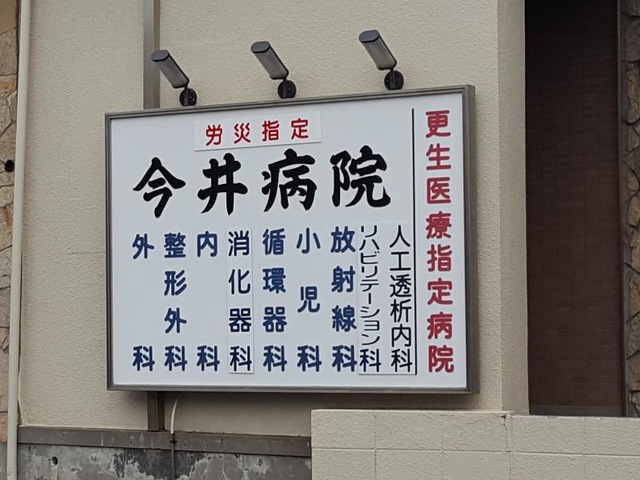 労災指定
今井病院
更生医療指定病院
人工透析内科
リハビリテーション科
放射線科
小児科
循環器科
消化器科
内科
整形外科
外科